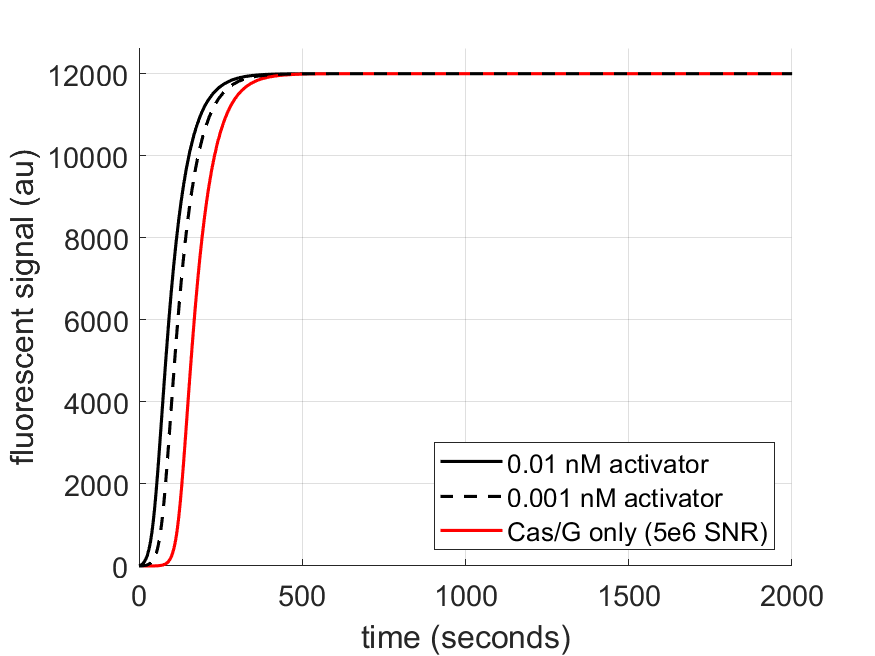 12000
10000
8000
6000
4000
2000
0
fluorescent signal (au)
0.01 nM activator
0.001 nM activator
Cas/G only (5e6 SNR)
0 500 1000 1500 2000
time (seconds)